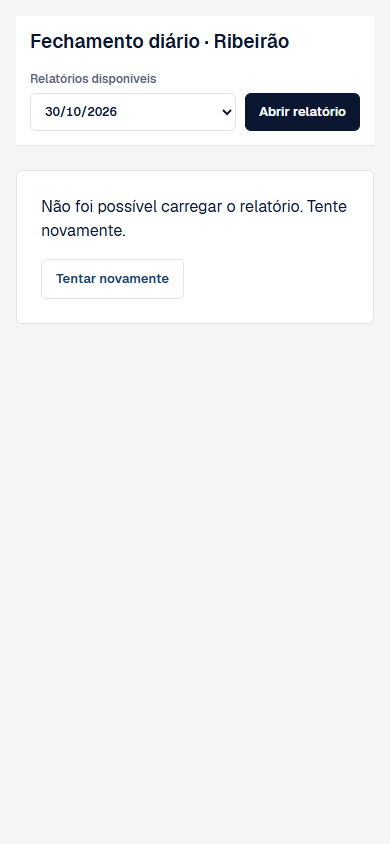 Fechamento diário · Ribeirão
Relatórios disponíveis
30/10/2026
Abrir relatório
Não foi possível carregar o relatório. Tente
novamente.
Tentar novamente